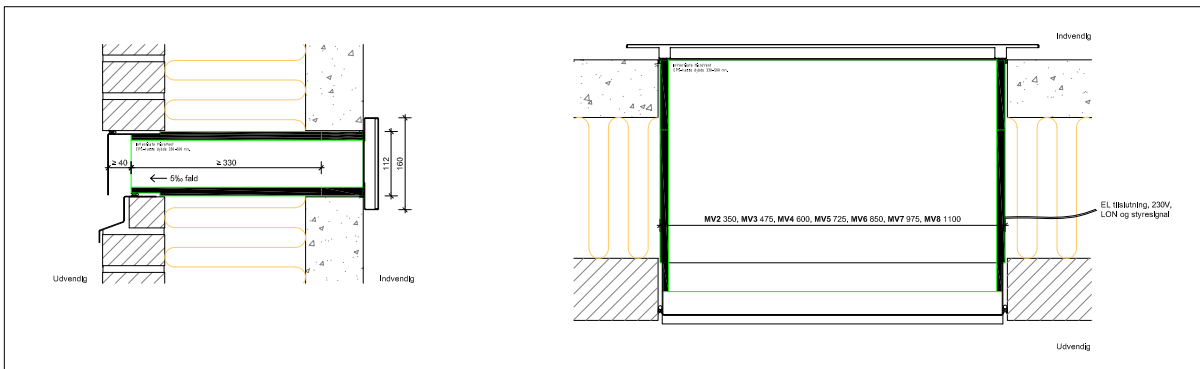 ≥ 40
≥ 330
5‰ fald
112
160
Udvendig
Indvendig
Indvendig
MV2 350, MV3 475, MV4 600, MV5 725, MV6 850, MV7 975, MV8 1100
EL tilslutning, 230V,
LON og styresignal
Udvendig